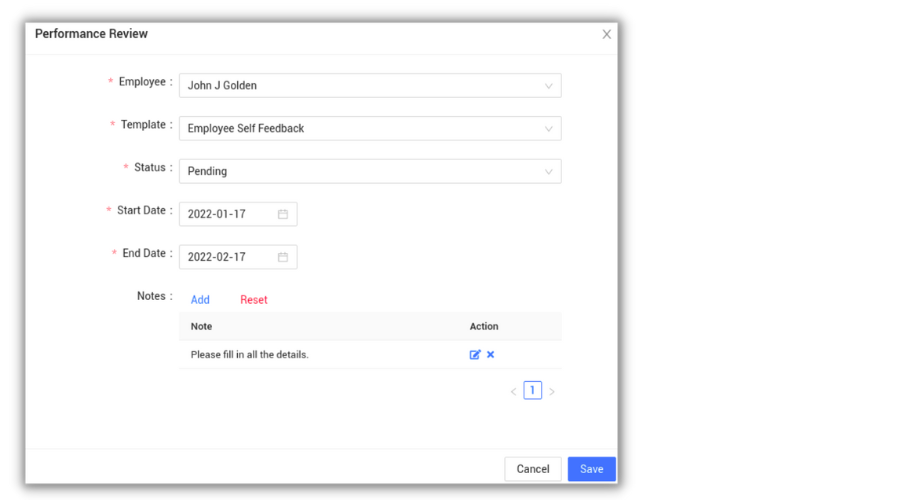 Performance Review
* Employee : John J Golden
* Template : Employee Self Feedback
* Status : Pending
* Start Date : 2022-01-17
* End Date : 2022-02-17
Notes : Add Reset
Note Action
Please fill in all the details.
< 1 >
Cancel Save